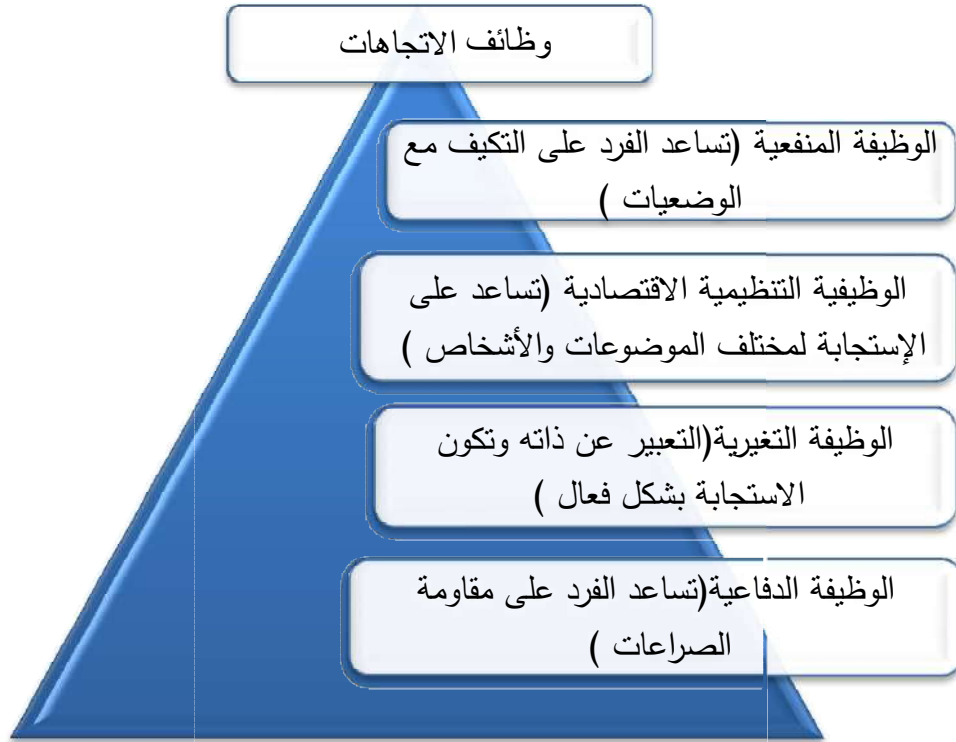 وظائف الاتجاهات
الوظيفة المنفعية (تساعد الفرد على التكيف مع
الوضعيات )
الوظيفية التنظيمية الاقتصادية (تساعد على
الإستجابة لمختلف الموضوعات والأشخاص )
الوظيفة التغيرية(التعبير عن ذاته وتكون
الاستجابة بشكل فعال )
الوظيفة الدفاعية(تساعد الفرد على مقاومة
الصراعات )